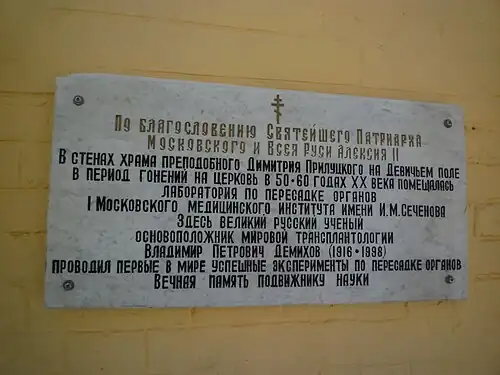 По благословению Святейшего Патриарха
Московского и Всея Руси Алексия II
В стенах храма преподобного Димитрия Прилуцкого на Девичьем поле
в период гонений на церковь в 50-60 годах XX века помещалась
лаборатория по пересадке органов
I Московского медицинского института имени И.М.Сеченова
Здесь великий русский ученый
основоположник мировой трансплантологии
Владимир Петрович Демихов (1916-1998)
проводил первые в мире успешные эксперименты по пересадке органов
Вечная память подвижнику науки